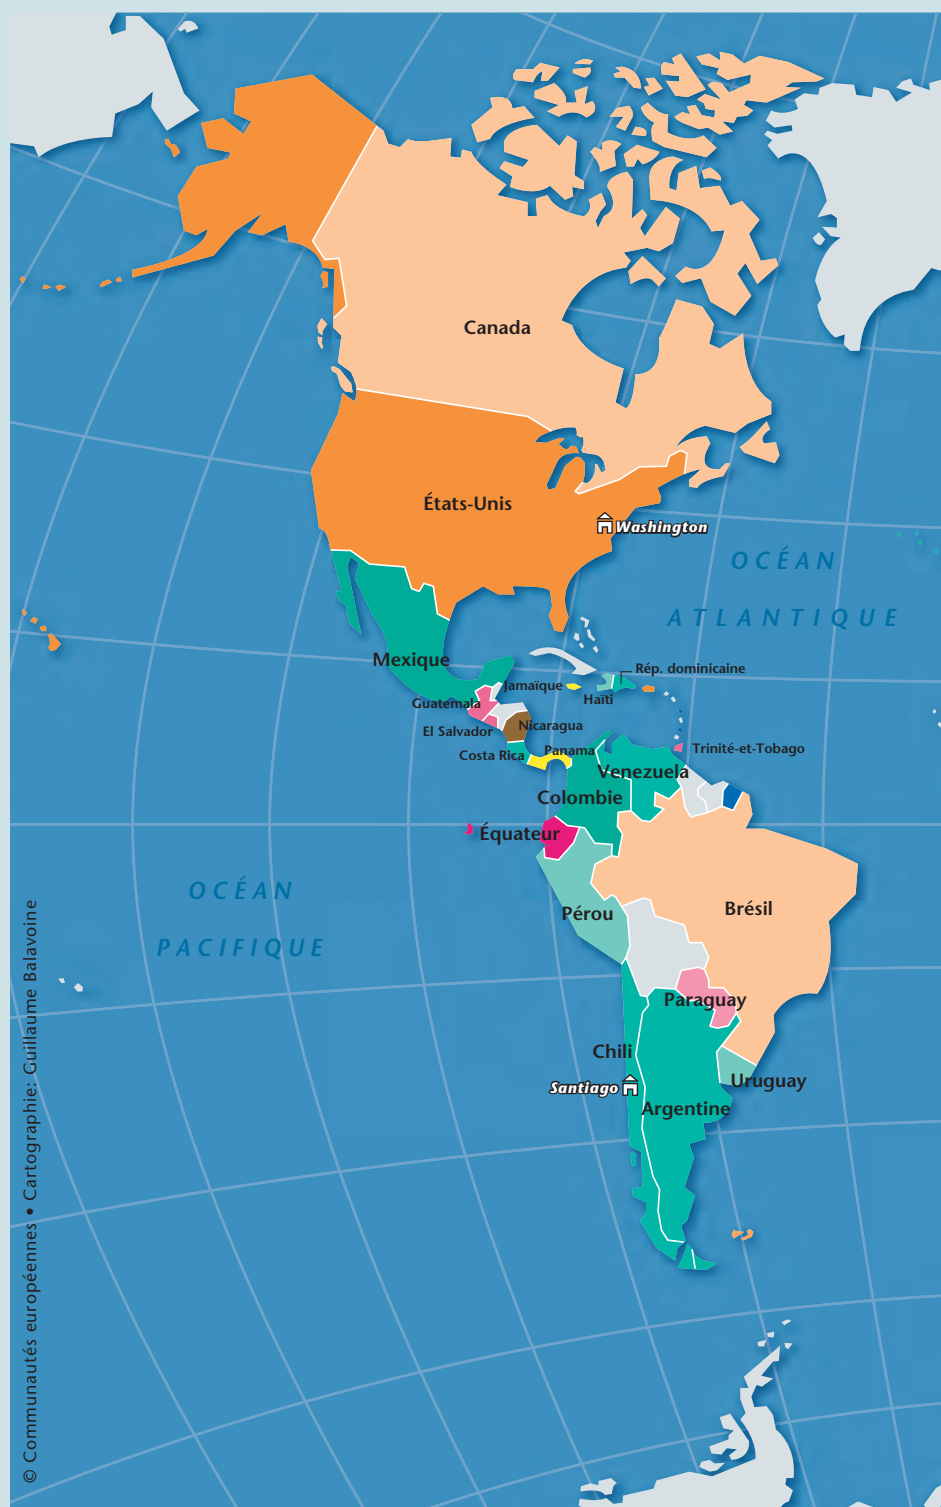 Canada
États-Unis
Washington
OCÉAN
ATLANTIQUE
Mexique
Rép. dominicaine
Jamaïque
Haïti
Guatemala
El Salvador
Nicaragua
Costa Rica
Panama
Trinité-et-Tobago
Venezuela
Colombie
Équateur
OCÉAN
PACIFIQUE
Pérou
Brésil
Paraguay
Chili
Santiago
Uruguay
Argentine
© Communautés européennes • Cartographie: Guillaume Balavoine